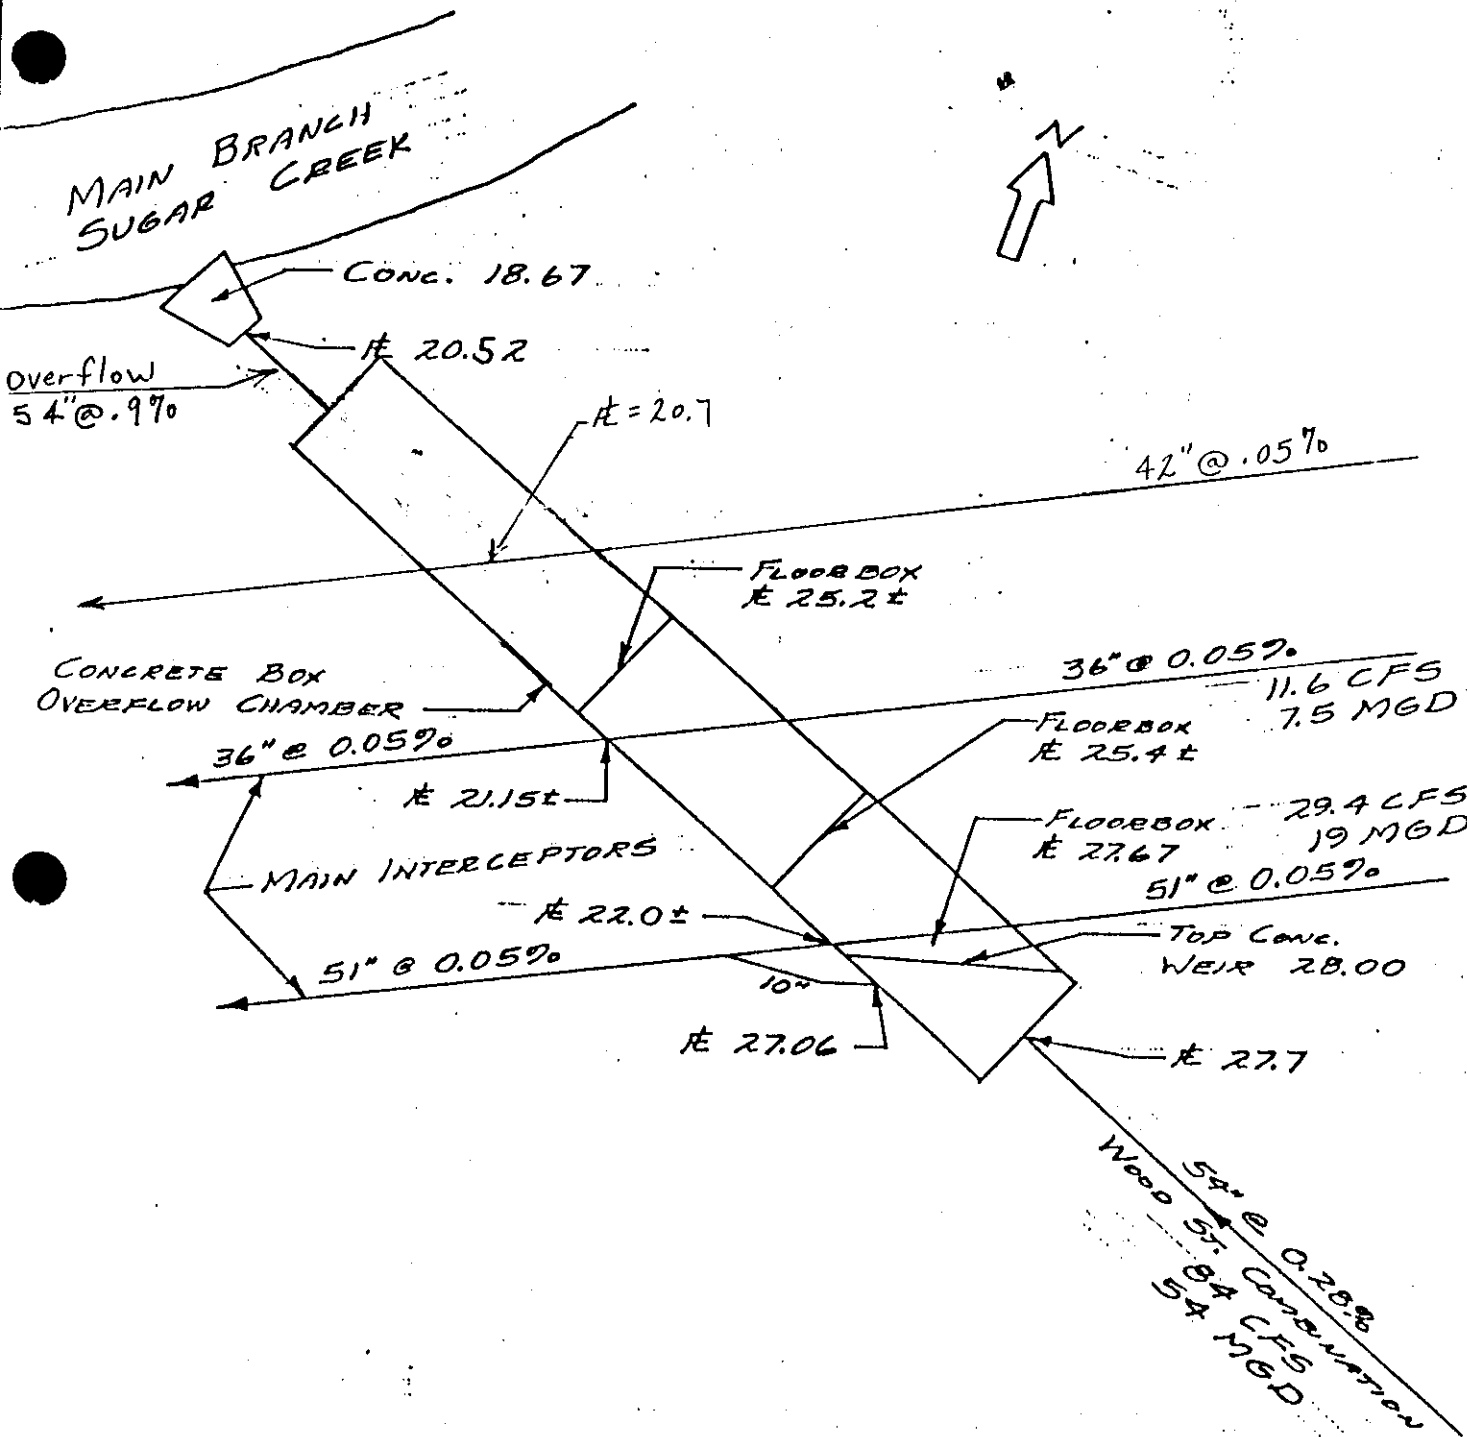 MAIN BRANCH
SUGAR CREEK
N
CONC. 18.67
℄ 20.52
Overflow
54"@.9%
℄ = 20.7
42"@.05%
FLOORBOX
℄ 25.2±
CONCRETE BOX
OVERFLOW CHAMBER
36" @ 0.05%
11.6 CFS
7.5 MGD
36" @ 0.05%
FLOORBOX
℄ 25.4±
℄ 21.15±
29.4 CFS
19 MGD
FLOORBOX
℄ 27.67
MAIN INTERCEPTORS
51" @ 0.05%
℄ 22.0±
TOP CONC.
WEIR 28.00
51" @ 0.05%
10"
℄ 27.06
℄ 27.7
54" @ 0.28%
WOOD ST. COMBINATION
84 CFS
54 MGD